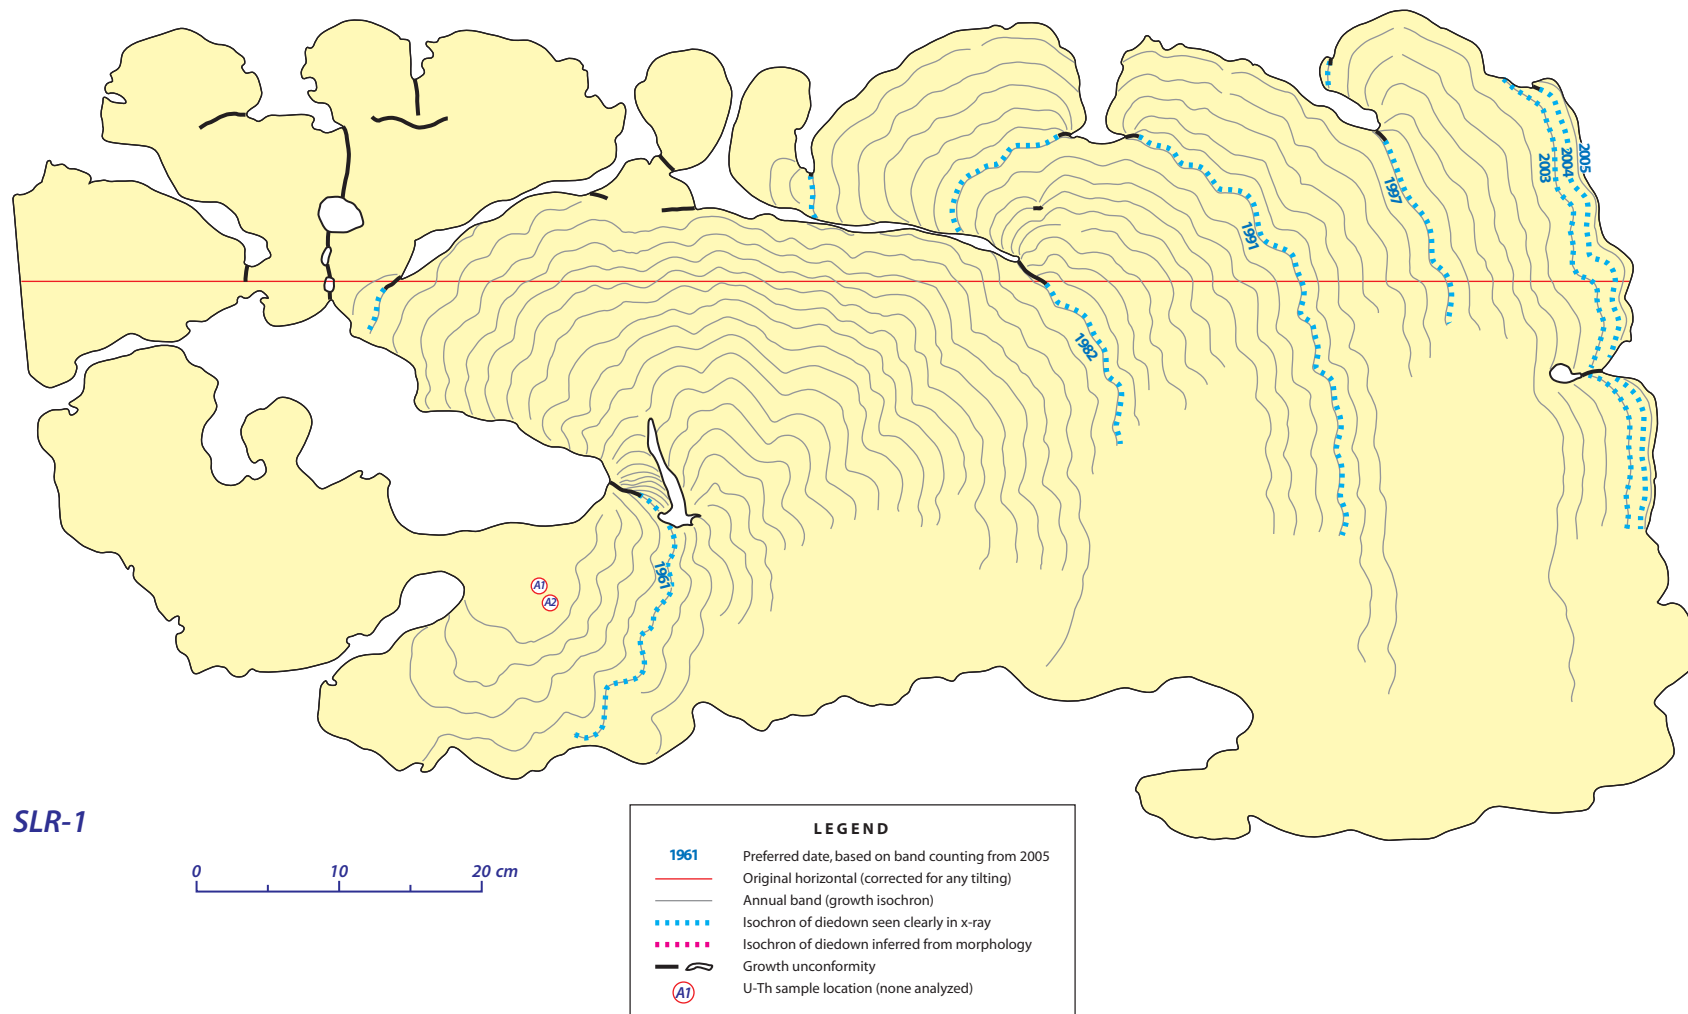 2005
2004
2003
1997
1991
1982
1961
A1
A2
SLR-1
0 10 20 cm
LEGEND
1961 Preferred date, based on band counting from 2005
Original horizontal (corrected for any tilting)
Annual band (growth isochron)
Isochron of diedown seen clearly in x-ray
Isochron of diedown inferred from morphology
Growth unconformity
A1 U-Th sample location (none analyzed)